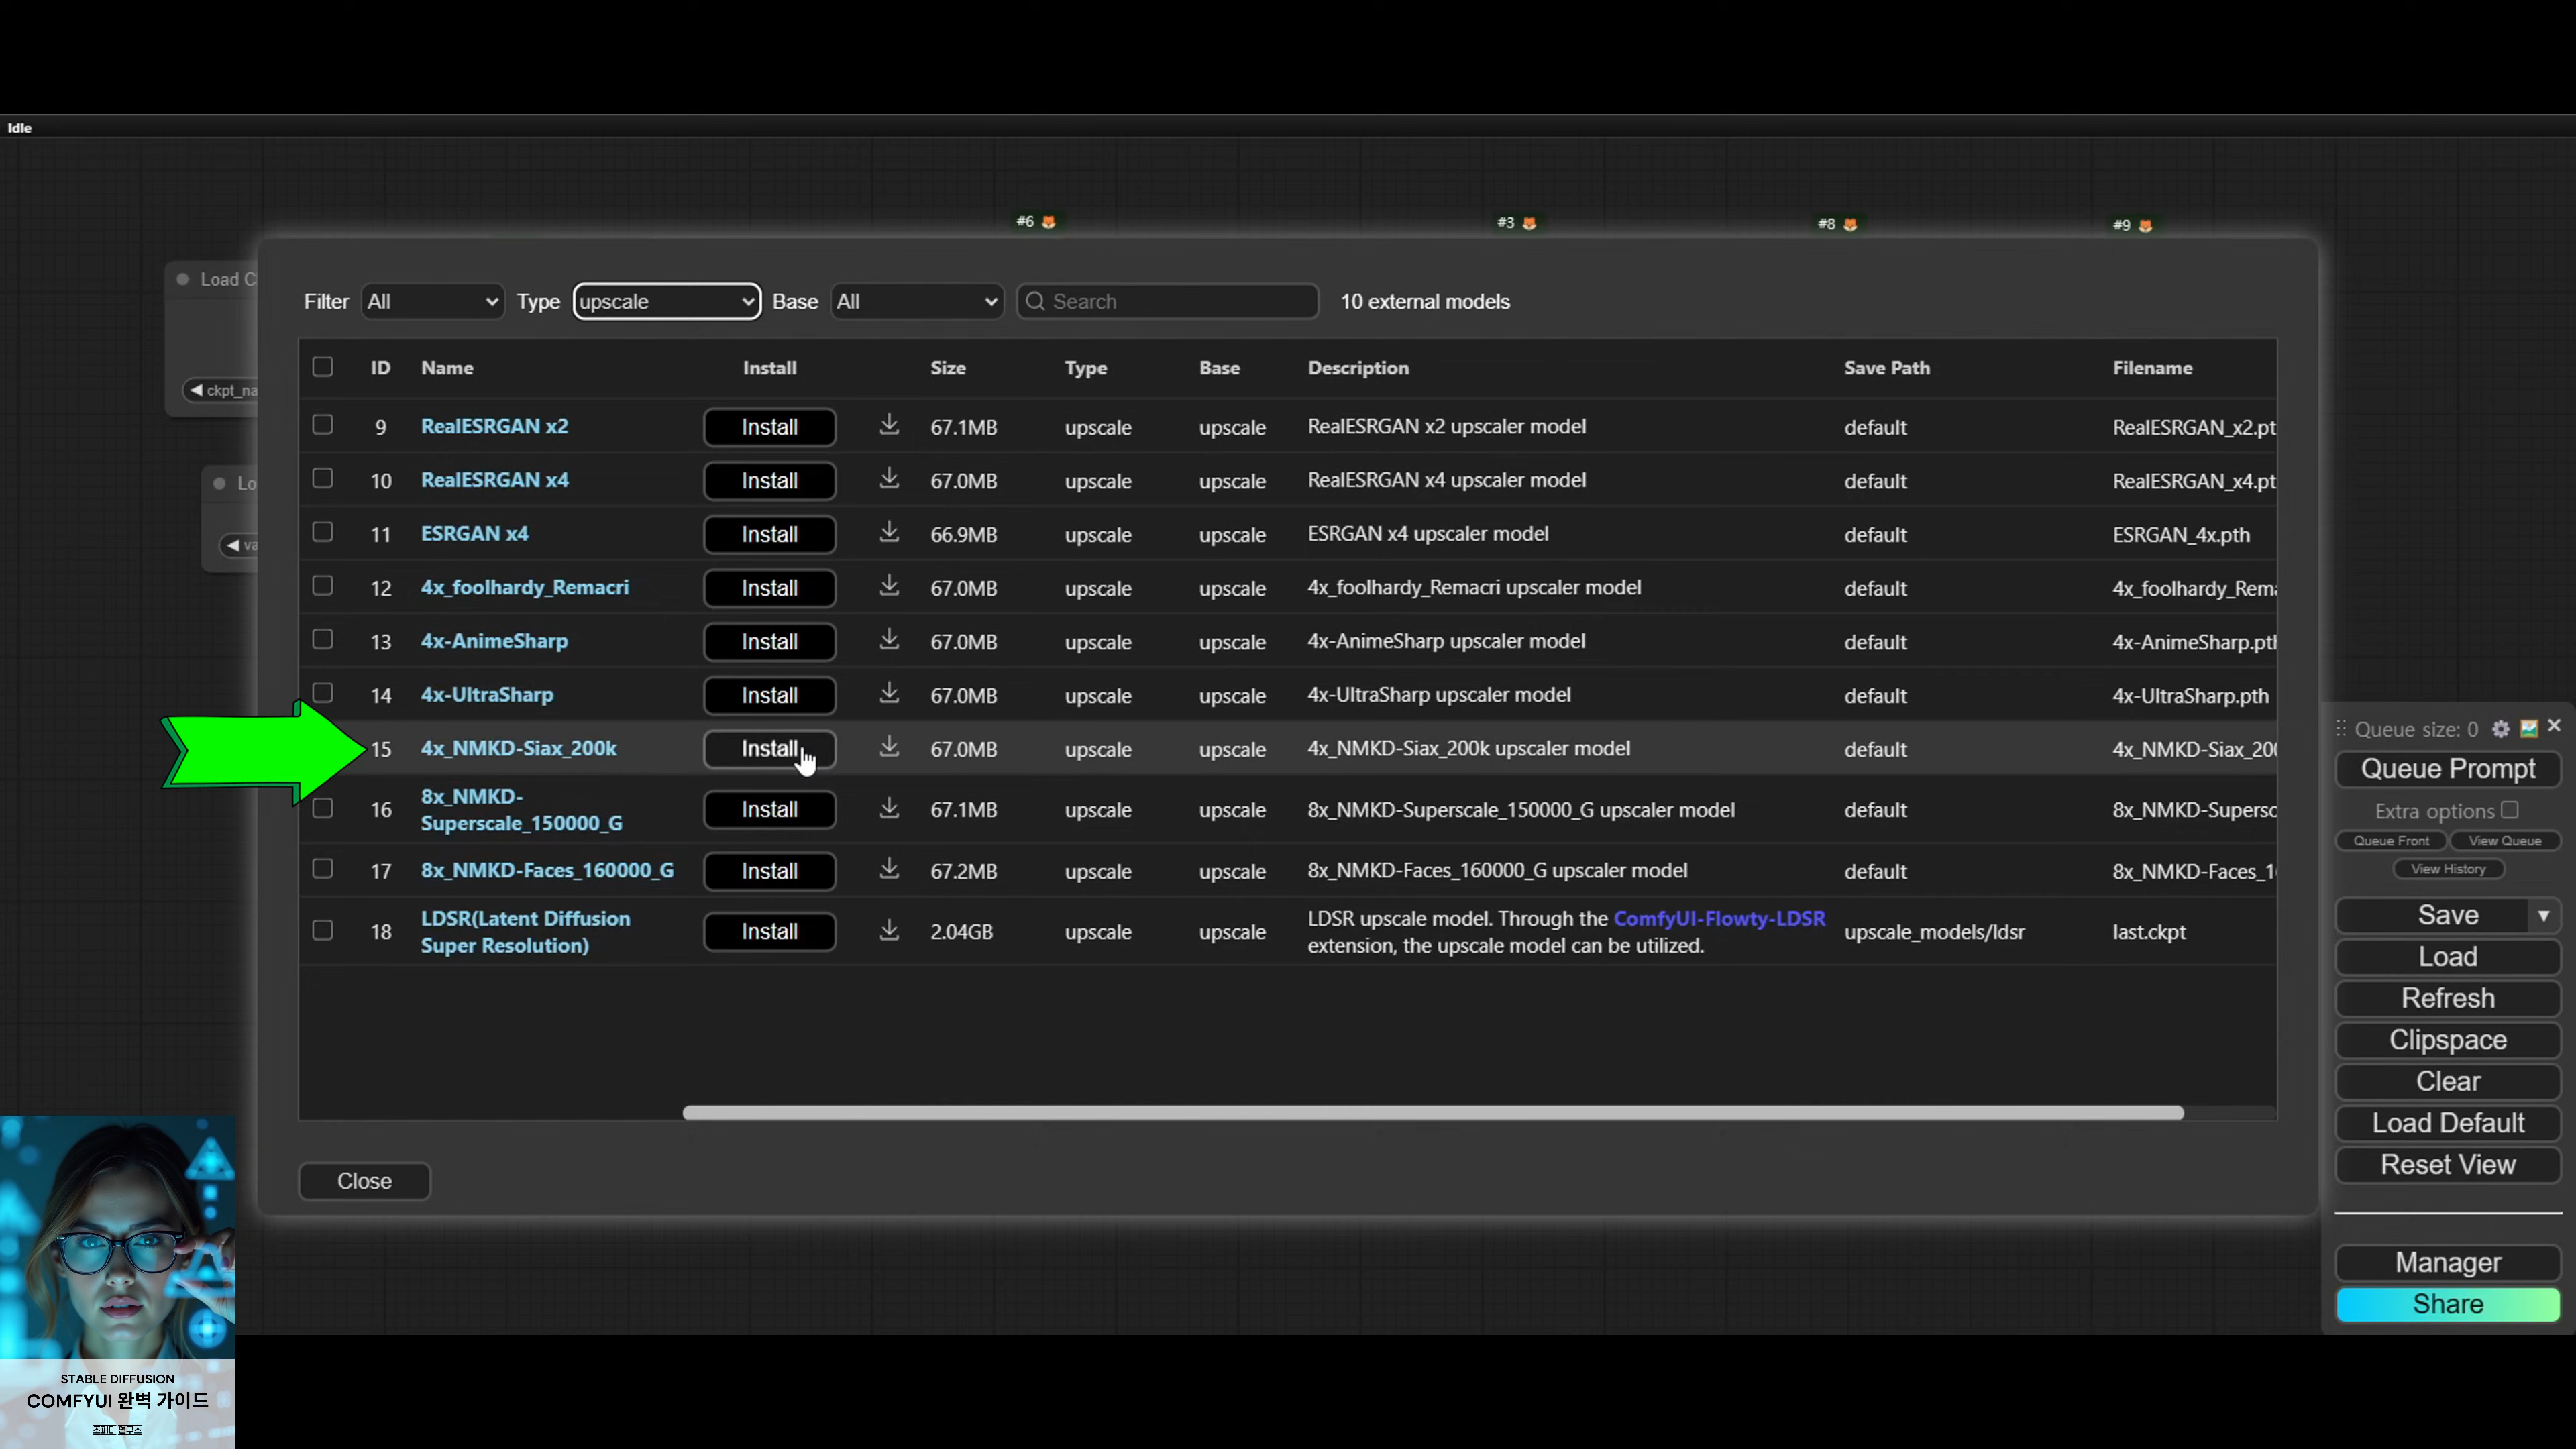 Idle
#6
#3
#8
#9
Load C
ckpt_na
Lo
va
Filter All Type upscale Base All Search 10 external models
ID Name Install Size Type Base Description Save Path Filename
9 RealESRGAN x2 Install 67.1MB upscale upscale RealESRGAN x2 upscaler model default RealESRGAN_x2.pt
10 RealESRGAN x4 Install 67.0MB upscale upscale RealESRGAN x4 upscaler model default RealESRGAN_x4.pt
11 ESRGAN x4 Install 66.9MB upscale upscale ESRGAN x4 upscaler model default ESRGAN_4x.pth
12 4x_foolhardy_Remacri Install 67.0MB upscale upscale 4x_foolhardy_Remacri upscaler model default 4x_foolhardy_Rema
13 4x-AnimeSharp Install 67.0MB upscale upscale 4x-AnimeSharp upscaler model default 4x-AnimeSharp.pth
14 4x-UltraSharp Install 67.0MB upscale upscale 4x-UltraSharp upscaler model default 4x-UltraSharp.pth
15 4x_NMKD-Siax_200k Install 67.0MB upscale upscale 4x_NMKD-Siax_200k upscaler model default 4x_NMKD-Siax_200
16 8x_NMKD-
Superscale_150000_G Install 67.1MB upscale upscale 8x_NMKD-Superscale_150000_G upscaler model default 8x_NMKD-Supersc
17 8x_NMKD-Faces_160000_G Install 67.2MB upscale upscale 8x_NMKD-Faces_160000_G upscaler model default 8x_NMKD-Faces_1
18 LDSR(Latent Diffusion
Super Resolution) Install 2.04GB upscale upscale LDSR upscale model. Through the ComfyUI-Flowty-LDSR
extension, the upscale model can be utilized. upscale_models/ldsr last.ckpt
Close
Queue size: 0
Queue Prompt
Extra options
Queue Front View Queue
View History
Save
Load
Refresh
Clipspace
Clear
Load Default
Reset View
Manager
Share
STABLE DIFFUSION
COMFYUI 완벽 가이드
조피디 연구소